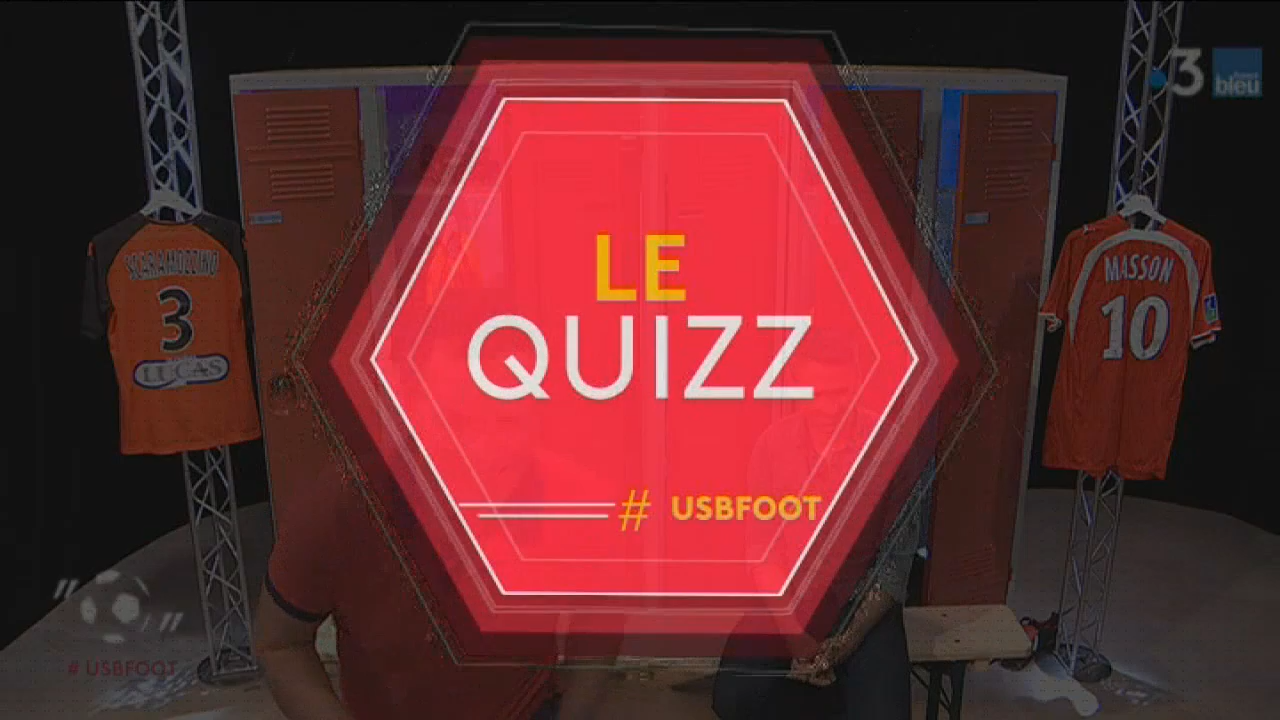 3
bleu
SCARAMOZZINO
3
LUCAS
MASSON
10
LE
QUIZZ
# USBFOOT
# USBFOOT